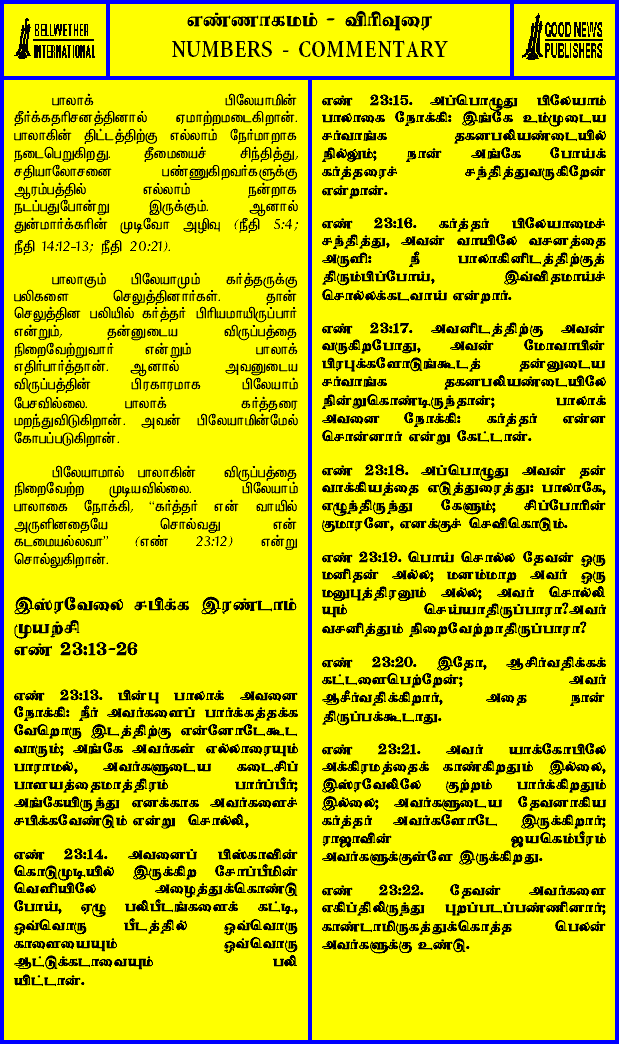 BELLWETHER
INTERNATIONAL
எண்ணாகமம் - விரிவுரை
NUMBERS - COMMENTARY
GOOD NEWS
PUBLISHERS
பாலாக் பிலேயாமின்
தீர்க்கதரிசனத்தினால் ஏமாற்றமடைகிறான்.
பாலாகின் திட்டத்திற்கு எல்லாம் நேர்மாறாக
நடைபெறுகிறது. தீமையைச் சிந்தித்து,
சதியாலோசனை பண்ணுகிறவர்களுக்கு
ஆரம்பத்தில் எல்லாம் நன்றாக
நடப்பதுபோன்று இருக்கும். ஆனால்
துன்மார்க்கரின் முடிவோ அழிவு (நீதி 5:4;
நீதி 14:12-13; நீதி 20:21).
பாலாகும் பிலேயாமும் கர்த்தருக்கு
பலிகளை செலுத்தினார்கள். தான்
செலுத்தின பலியில் கர்த்தர் பிரியமாயிருப்பார்
என்றும், தன்னுடைய விருப்பத்தை
நிறைவேற்றுவார் என்றும் பாலாக்
எதிர்பார்த்தான். ஆனால் அவனுடைய
விருப்பத்தின் பிரகாரமாக பிலேயாம்
பேசவில்லை. பாலாக் கர்த்தரை
மறந்துவிடுகிறான். அவன் பிலேயாமின்மேல்
கோபப்படுகிறான்.
பிலேயாமால் பாலாகின் விருப்பத்தை
நிறைவேற்ற முடியவில்லை. பிலேயாம்
பாலாகை நோக்கி, "கர்த்தர் என் வாயில்
அருளினதையே சொல்வது என்
கடமையல்லவா" (எண் 23:12) என்று
சொல்லுகிறான்.
இஸ்ரவேலை சபிக்க இரண்டாம்
முயற்சி
எண் 23:13-26
எண் 23:13. பின்பு பாலாக் அவனை
நோக்கி: நீர் அவர்களைப் பார்க்கத்தக்க
வேறொரு இடத்திற்கு என்னோடேகூட
வாரும்; அங்கே அவர்கள் எல்லாரையும்
பாராமல், அவர்களுடைய கடைசிப்
பாளயத்தைமாத்திரம் பார்ப்பீர்;
அங்கேயிருந்து எனக்காக அவர்களைச்
சபிக்கவேண்டும் என்று சொல்லி,
எண் 23:14. அவனைப் பிஸ்காவின்
கொடுமுடியில் இருக்கிற சோப்பீமின்
வெளியிலே அழைத்துக்கொண்டு
போய், ஏழு பலிபீடங்களைக் கட்டி,
ஒவ்வொரு பீடத்தில் ஒவ்வொரு
காளையையும் ஒவ்வொரு
ஆட்டுக்கடாவையும் பலி
யிட்டான்.
எண் 23:15. அப்பொழுது பிலேயாம்
பாலாகை நோக்கி: இங்கே உம்முடைய
சர்வாங்க தகனபலியண்டையில்
நில்லும்; நான் அங்கே போய்க்
கர்த்தரைச் சந்தித்துவருகிறேன்
என்றான்.
எண் 23:16. கர்த்தர் பிலேயாமைச்
சந்தித்து, அவன் வாயிலே வசனத்தை
அருளி: நீ பாலாகினிடத்திற்குத்
திரும்பிப்போய், இவ்விதமாய்ச்
சொல்லக்கடவாய் என்றார்.
எண் 23:17. அவனிடத்திற்கு அவன்
வருகிறபோது, அவன் மோவாபின்
பிரபுக்களோடுங்கூடத் தன்னுடைய
சர்வாங்க தகனபலியண்டையிலே
நின்றுகொண்டிருந்தான்; பாலாக்
அவனை நோக்கி: கர்த்தர் என்ன
சொன்னார் என்று கேட்டான்.
எண் 23:18. அப்பொழுது அவன் தன்
வாக்கியத்தை எடுத்துரைத்து: பாலாகே,
எழுந்திருந்து கேளும்; சிப்போரின்
குமாரனே, எனக்குச் செவிகொடும்.
எண் 23:19. பொய் சொல்ல தேவன் ஒரு
மனிதன் அல்ல; மனம்மாற அவர் ஒரு
மனுபுத்திரனும் அல்ல; அவர் சொல்லி
யும் செய்யாதிருப்பாரா?அவர்
வசனித்தும் நிறைவேற்றாதிருப்பாரா?
எண் 23:20. இதோ, ஆசிர்வதிக்கக்
கட்டளைபெற்றேன்; அவர்
ஆசீர்வதிக்கிறார், அதை நான்
திருப்பக்கூடாது.
எண் 23:21. அவர் யாக்கோபிலே
அக்கிரமத்தைக் காண்கிறதும் இல்லை,
இஸ்ரவேலிலே குற்றம் பார்க்கிறதும்
இல்லை; அவர்களுடைய தேவனாகிய
கர்த்தர் அவர்களோடே இருக்கிறார்;
ராஜாவின் ஜயகெம்பீரம்
அவர்களுக்குள்ளே இருக்கிறது.
எண் 23:22. தேவன் அவர்களை
எகிப்திலிருந்து புறப்படப்பண்ணினார்;
காண்டாமிருகத்துக்கொத்த பெலன்
அவர்களுக்கு உண்டு.